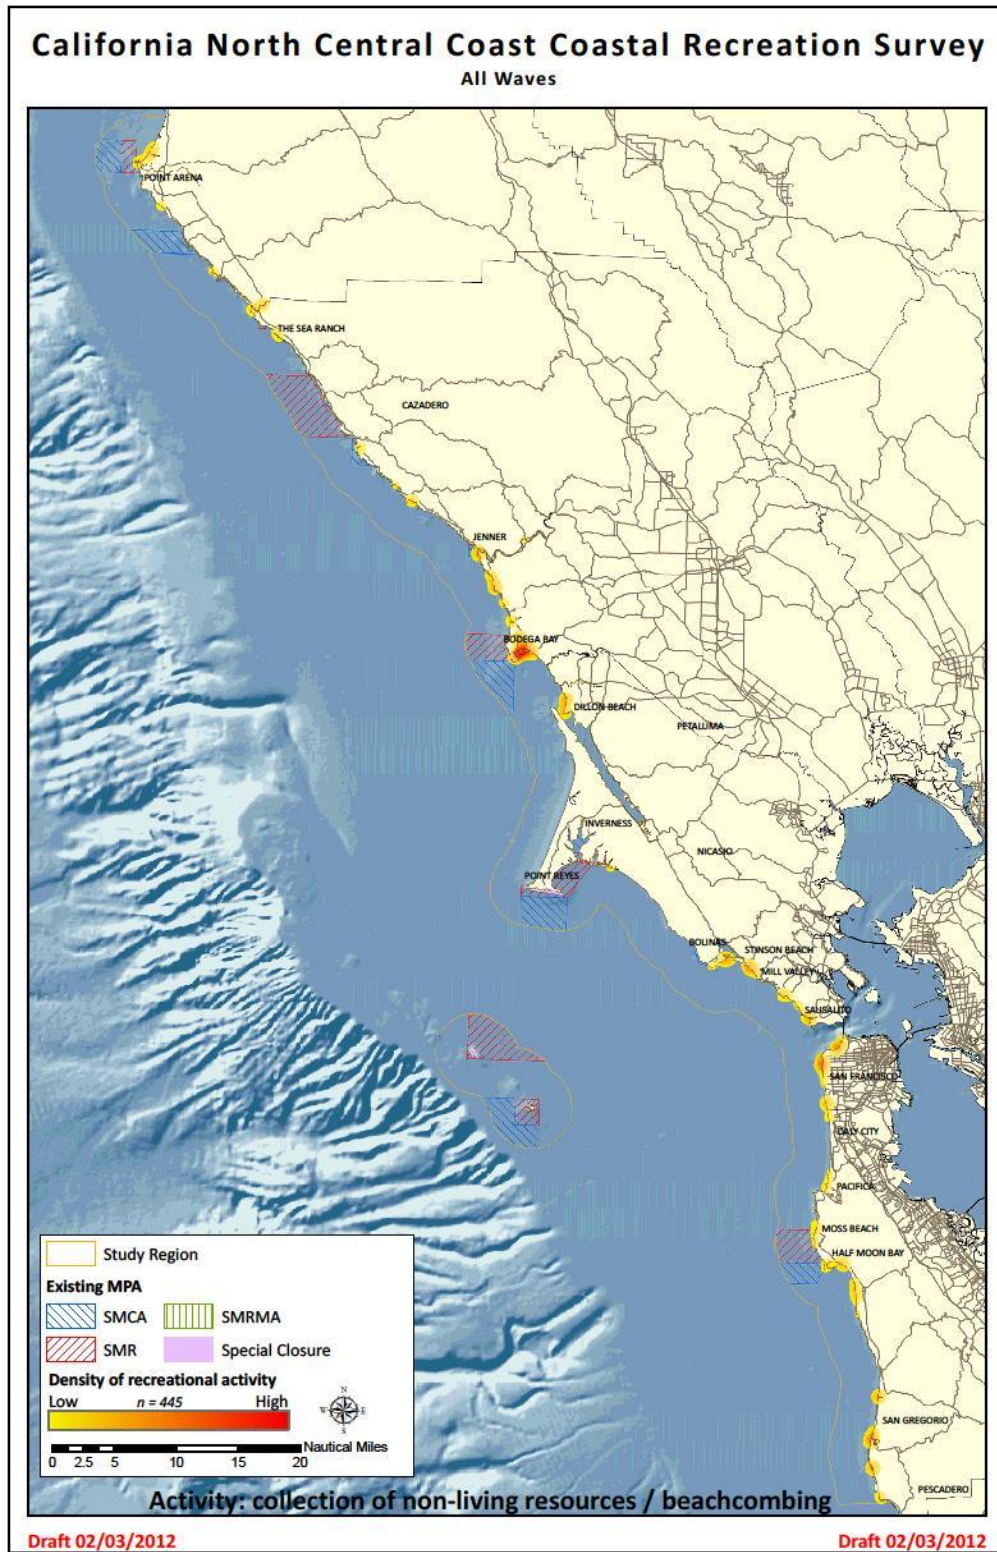 California North Central Coast Coastal Recreation Survey
All Waves
POINT ARENA
THE SEA RANCH
CAZADERO
JENNER
BODEGA BAY
DILLON BEACH
PETALUMA
INVERNESS
NICASIO
POINT REYES
BOLINAS
STINSON BEACH
MILL VALLEY
SAUSALITO
SAN FRANCISCO
DALY CITY
PACIFICA
MOSS BEACH
HALF MOON BAY
SAN GREGORIO
PESCADERO
Study Region
Existing MPA
SMCA SMRMA
SMR Special Closure
Density of recreational activity
Low n = 445 High
N
W E
S
Nautical Miles
0 2.5 5 10 15 20
Activity: collection of non-living resources / beachcombing
Draft 02/03/2012 Draft 02/03/2012